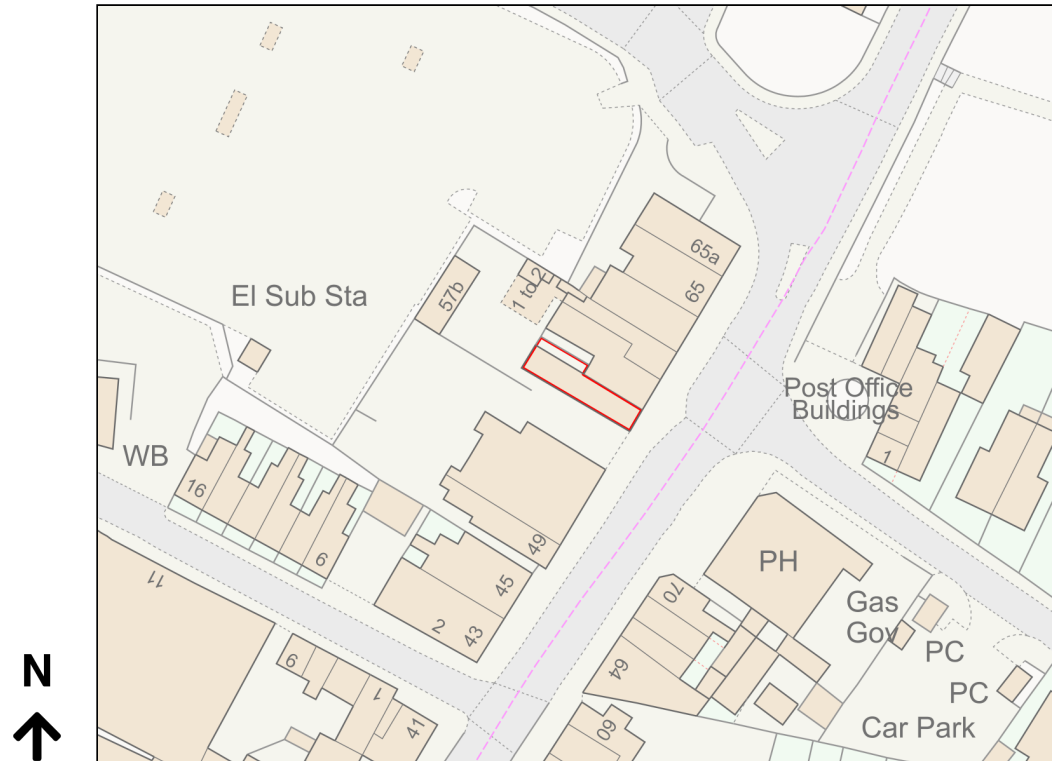 65a
65
1 to 2
57b
El Sub Sta
Post Office
Buildings
WB
1
16
49
6
PH
45
70
11
Gas
Gov
2
43
PC
64
9
1
PC
41
60
Car Park
N